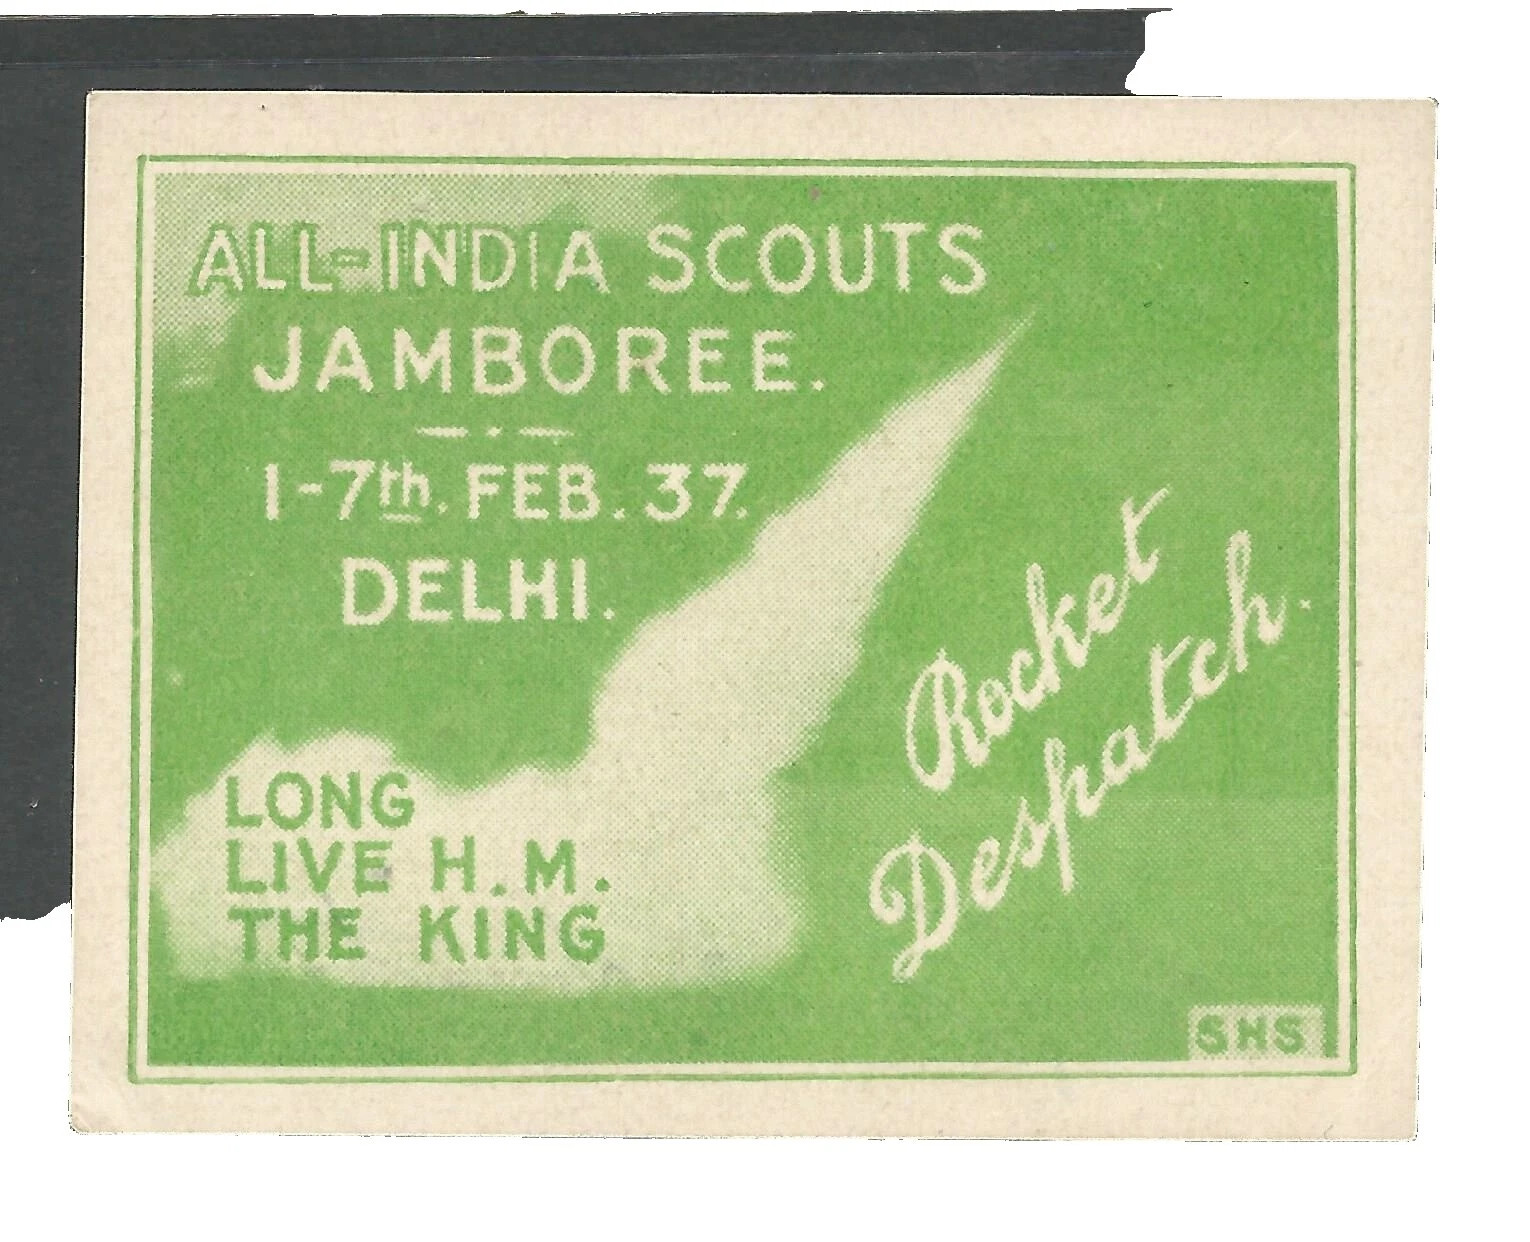 ALL-INDIA SCOUTS
JAMBOREE.
1-7th. FEB. 37.
DELHI.
Rocket
Despatch.
LONG
LIVE H.M.
THE KING
SHS